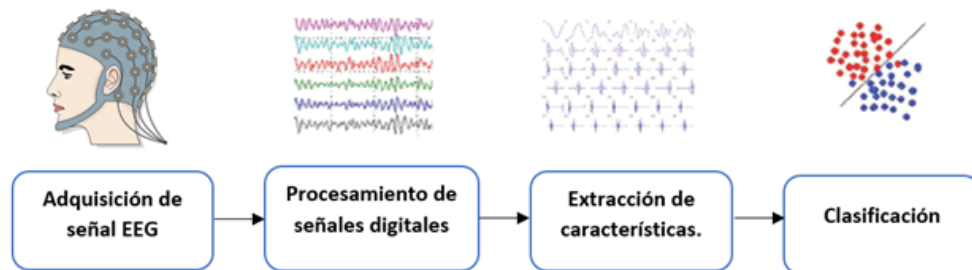 Adquisición de
señal EEG
Procesamiento de
señales digitales
Extracción de
características.
Clasificación